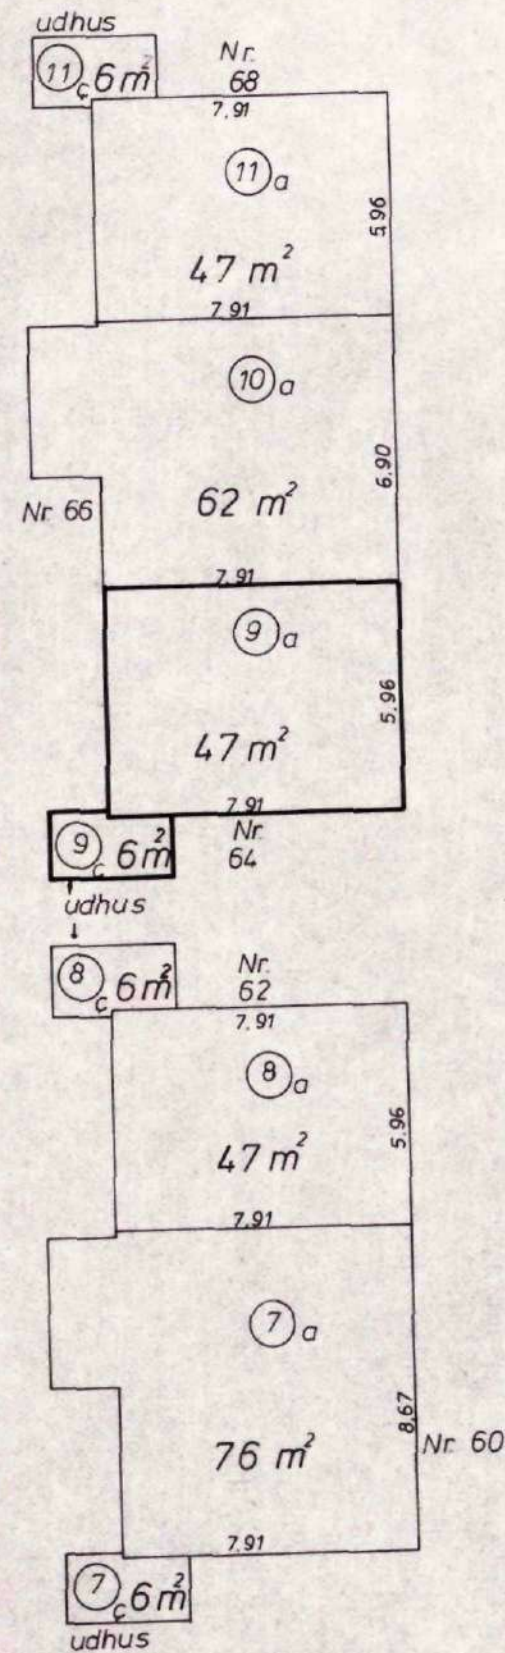 udhus
11 c 6 m²
Nr.
68
7.91
11 a
5.96
47 m²
7.91
10 a
6.90
Nr. 66
62 m²
7.91
9 a
5.96
47 m²
7.91
9 c 6 m²
Nr.
64
udhus
8 c 6 m²
Nr.
62
7.91
8 a
5.96
47 m²
7.91
7 a
8.67
76 m²
Nr. 60
7.91
7 c 6 m²
udhus